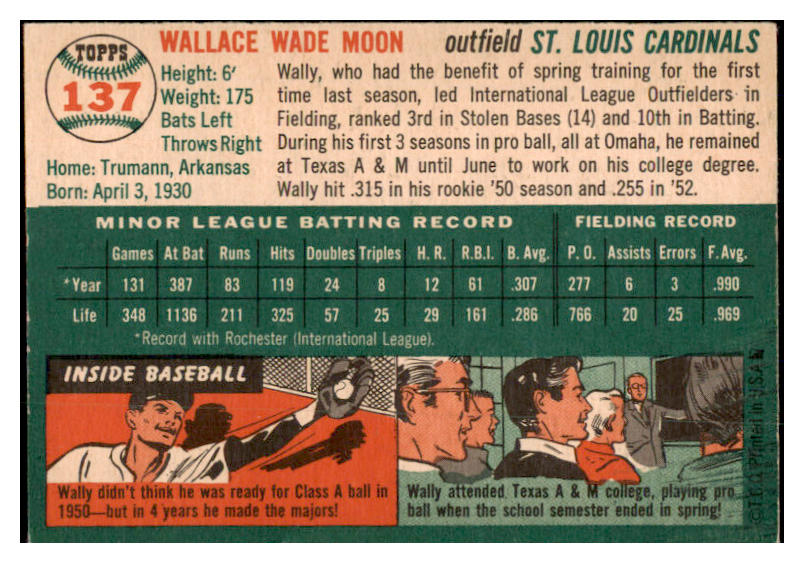 TOPPS
137
WALLACE WADE MOON outfield ST. LOUIS CARDINALS
Height: 6'
Weight: 175
Bats Left
Throws Right
Home: Trumann, Arkansas
Born: April 3, 1930
Wally, who had the benefit of spring training for the first
time last season, led International League Outfielders in
Fielding, ranked 3rd in Stolen Bases (14) and 10th in Batting.
During his first 3 seasons in pro ball, all at Omaha, he remained
at Texas A & M until June to work on his college degree.
Wally hit .315 in his rookie '50 season and .255 in '52.
MINOR LEAGUE BATTING RECORD FIELDING RECORD
Games At Bat Runs Hits Doubles Triples H. R. R.B.I. B. Avg. P. O. Assists Errors F. Avg.
*Year 131 387 83 119 24 8 12 61 .307 277 6 3 .990
Life 348 1136 211 325 57 25 29 161 .286 766 20 25 .969
*Record with Rochester (International League).
INSIDE BASEBALL
Wally didn't think he was ready for Class A ball in
1950—but in 4 years he made the majors!
Wally attended Texas A & M college, playing pro
ball when the school semester ended in spring!
© T.C.G. Printed in U.S.A.